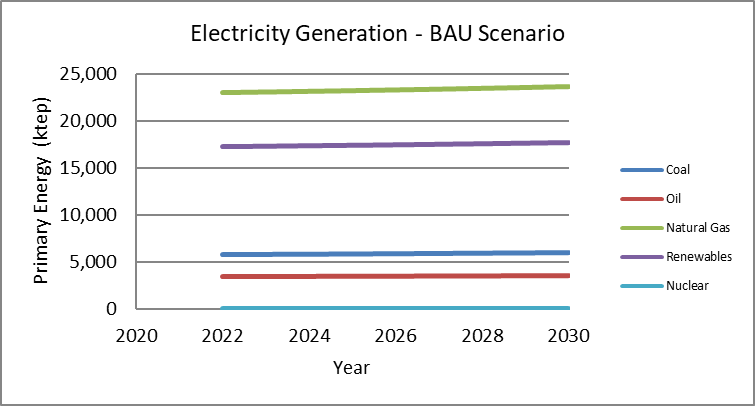 Electricity Generation - BAU Scenario
Primary Energy (ktep)
25,000
20,000
15,000
10,000
5,000
0
2020 2022 2024 2026 2028 2030
Year
Coal
Oil
Natural Gas
Renewables
Nuclear